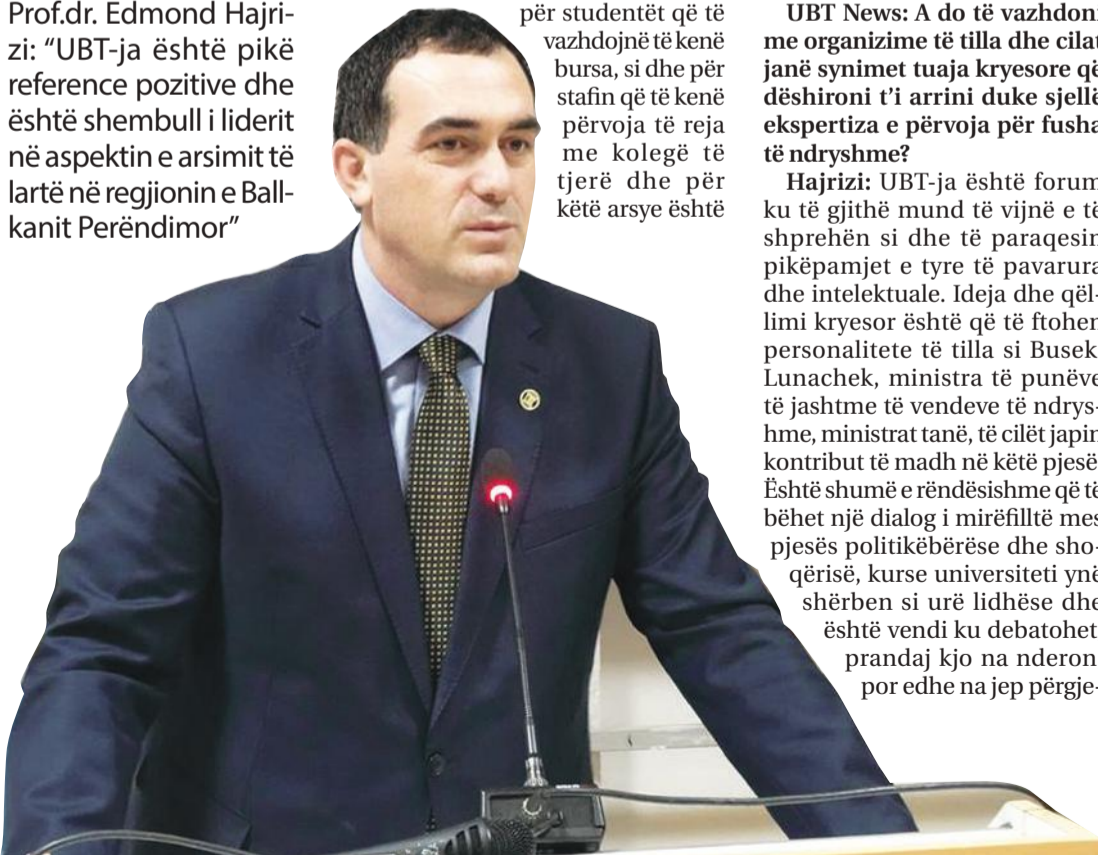 Prof.dr. Edmond Hajri-
zi: “UBT-ja është pikë
reference pozitive dhe
është shembull i liderit
në aspektin e arsimit të
lartë në regjionin e Ball-
kanit Perëndimor”
për studentët që të
vazhdojnë të kenë
bursa, si dhe për
stafin që të kenë
përvoja të reja
me kolegë të
tjerë dhe për
këtë arsye është
UBT News: A do të vazhdoni
me organizime të tilla dhe cilat
janë synimet tuaja kryesore që
dëshironi t’i arrini duke sjellë
ekspertiza e përvoja për fusha
të ndryshme?
Hajrizi: UBT-ja është forum
ku të gjithë mund të vijnë e të
shprehën si dhe të paraqesin
pikëpamjet e tyre të pavarura
dhe intelektuale. Ideja dhe qël-
limi kryesor është që të ftohen
personalitete të tilla si Busek
Lunachek, ministra të punëve
të jashtme të vendeve të ndrys-
hme, ministrat tanë, të cilët japin
kontribut të madh në këtë pjesë
Është shumë e rëndësishme që të
bëhet një dialog i mirëfilltë mes
pjesës politikëbërëse dhe sho-
qërisë, kurse universiteti ynë
shërben si urë lidhëse dhe
është vendi ku debatohet
prandaj kjo na nderon
por edhe na jep përgje-